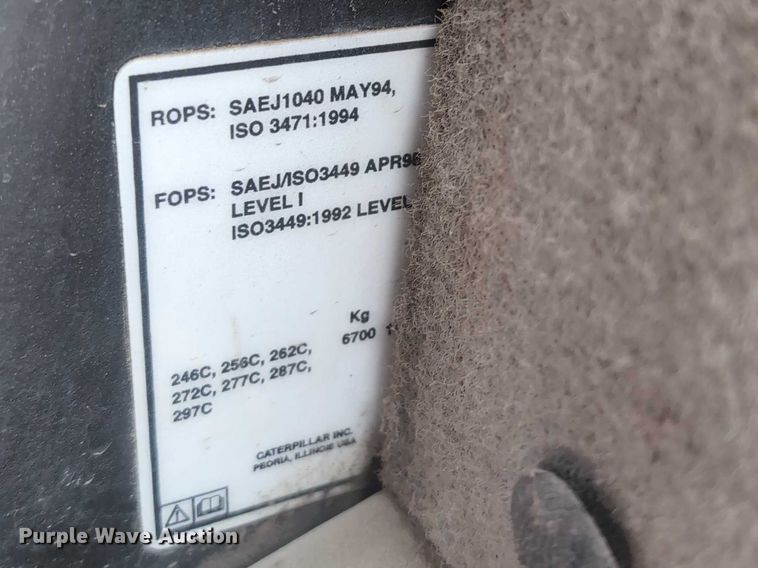 ROPS: SAEJ1040 MAY94,
ISO 3471:1994
FOPS: SAEJ/ISO3449
LEVEL I
ISO3449:1992 LEVEL
Kg
6700
246C, 256C, 262C,
272C, 277C, 287C,
297C
CATERPILLAR INC.
PEORIA, ILLINOIS USA
Purple Wave Auction